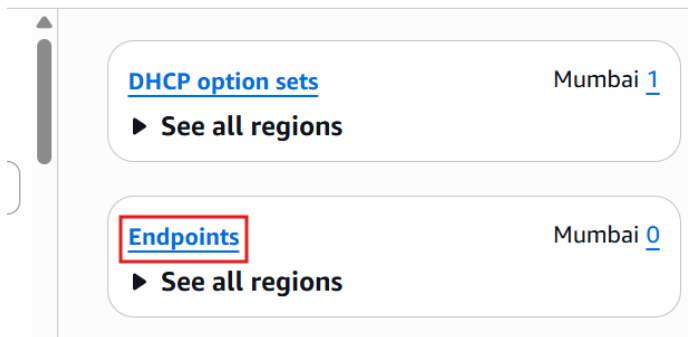 DHCP option sets Mumbai 1
See all regions
Endpoints Mumbai 0
See all regions